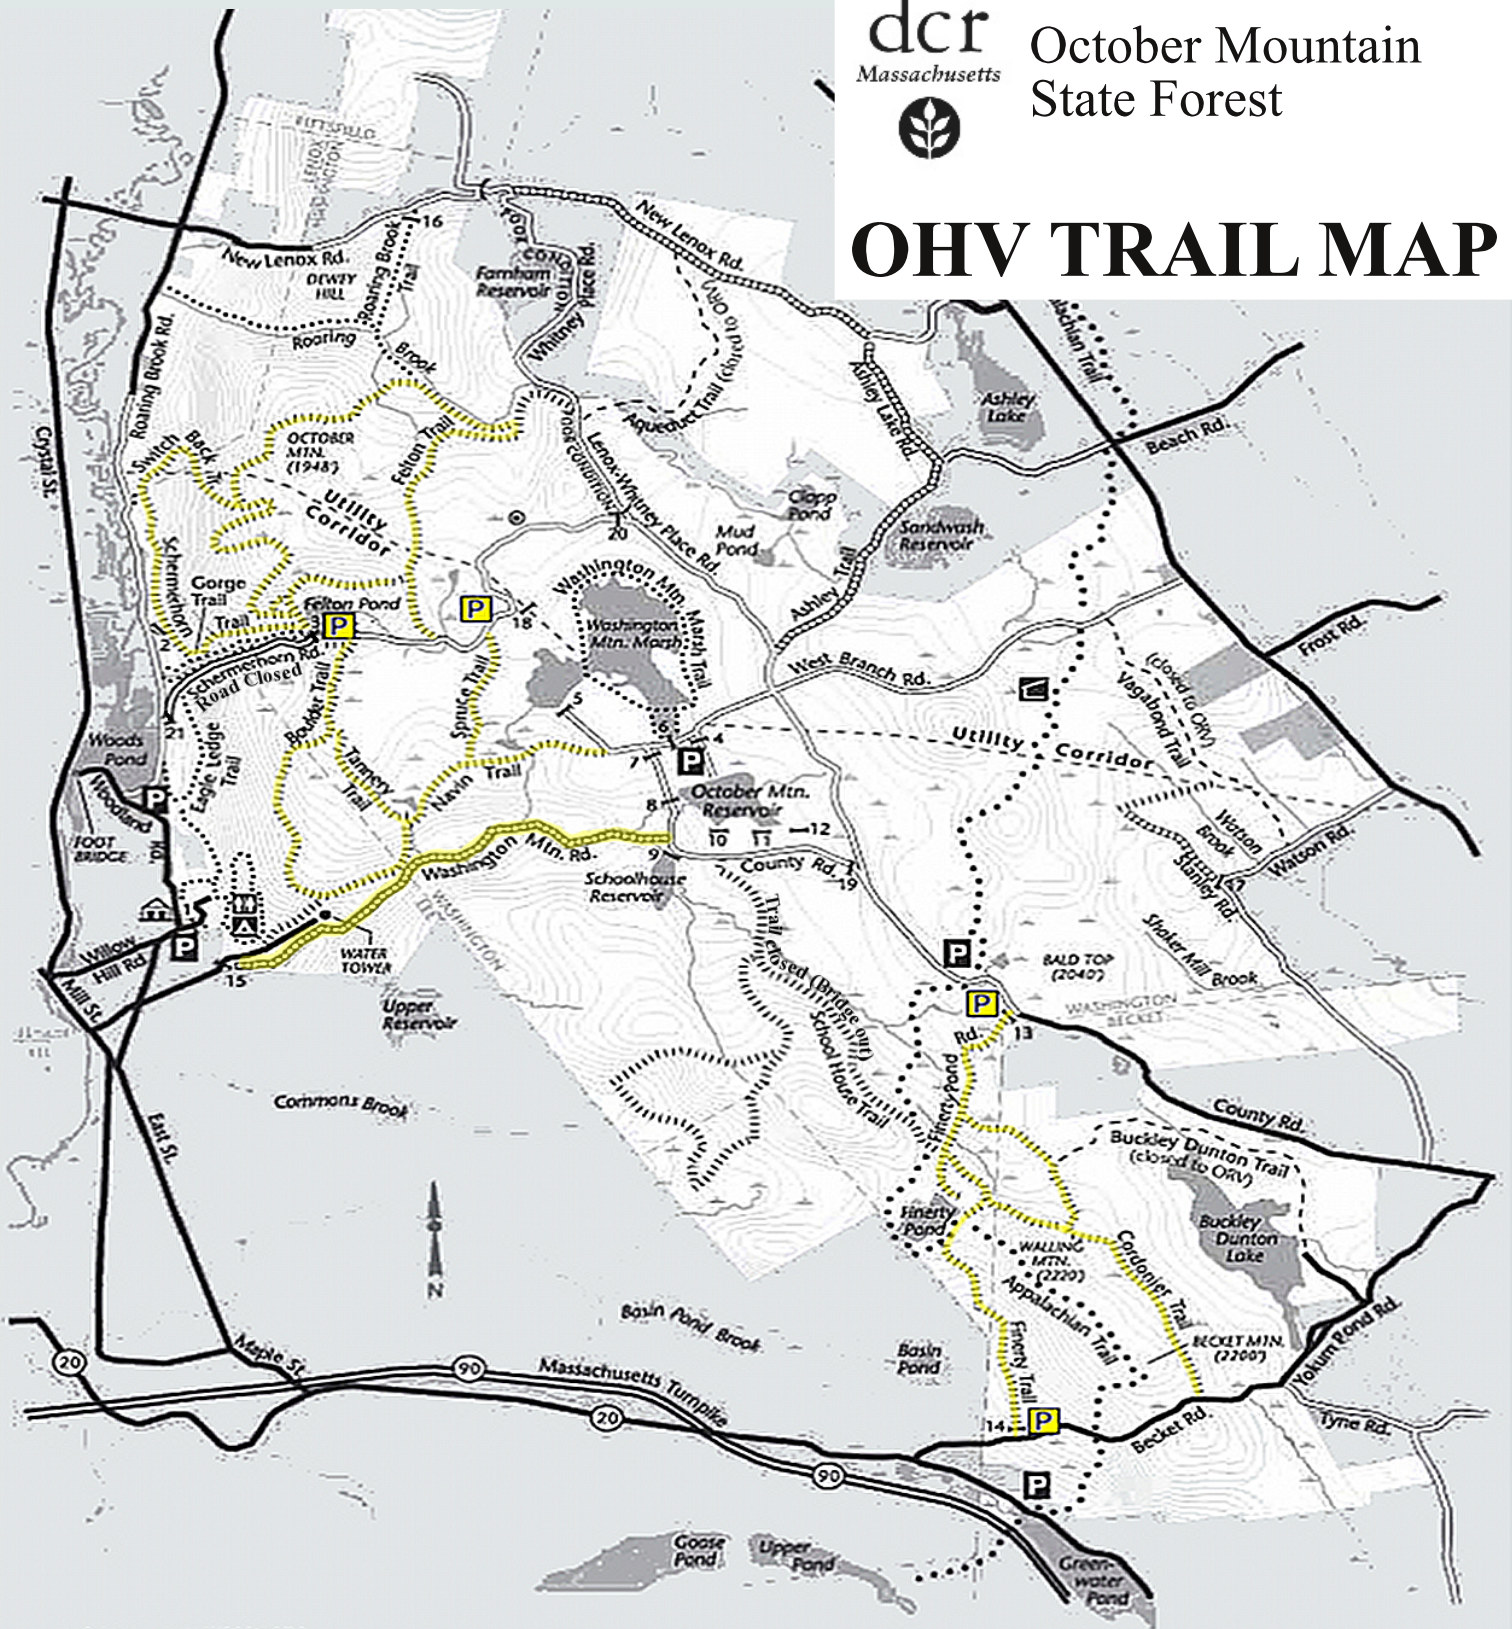 dcr
Massachusetts
October Mountain
State Forest
OHV TRAIL MAP
PITTSFIELD
LENOX
WASHINGTON
16
New Lenox Rd.
DEWEY
HILL
Roaring Brook
Trail
Farnham
Reservoir
POOR CONDITION
Whitney Place Rd.
New Lenox Rd.
Aqueduct Trail (closed to ORV)
Ashley Lake Rd.
Ashley
Lake
Beach Rd.
Roaring Brook Rd.
Roaring
Brook
Crystal St.
Switch Back Tr.
OCTOBER
MTN.
(1948')
Felton Trail
POOR CONDITION
Lenox-Whitney Place Rd.
20
Utility
Corridor
Mud
Pond
Clapp
Pond
Sandwash
Reservoir
Ashley Trail
Schermerhorn
Gorge
Trail
Trail
Felton Pond
3
P
P
18
Washington Mtn. Marsh Trail
Washington
Mtn. Marsh
2
Schermerhorn Rd.
Road Closed
21
Boulder Trail
Spruce Trail
5
6
4
7
P
West Branch Rd.
Frost Rd.
(closed to ORV)
Vagabond Trail
Utility Corridor
Woods
Pond
Eagle Ledge
Trail
Tannery
Trail
Navin Trail
October Mtn.
Reservoir
8
10
11
12
9
County Rd.
19
P
Woodland Rd.
FOOT
BRIDGE
Washington Mtn. Rd.
Schoolhouse
Reservoir
Watson
Brook
Watson Rd.
Stanley Rd.
17
1
P
Willow
Hill Rd.
Mill St.
15
WATER
TOWER
WASHINGTON
LEE
Trail closed (Bridge out)
School House Trail
Shaker Mill Brook
P
BALD TOP
(2040')
P
WASHINGTON
BECKET
13
Finerty Pond Rd.
Upper
Reservoir
Commons Brook
East St.
County Rd.
Buckley Dunton Trail
(closed to ORV)
Buckley
Dunton
Lake
Finerty
Pond
WALLING
MTN.
(2220')
Cordonier Trail
Appalachian Trail
N
Basin Pond Brook
Basin
Pond
Finerty Trail
BECKET MTN.
(2200')
Yokum Pond Rd.
20
Maple St.
90
Massachusetts Turnpike
20
90
14
P
Becket Rd.
Tyne Rd.
P
Goose
Pond
Upper
Pond
Green-
water
Pond